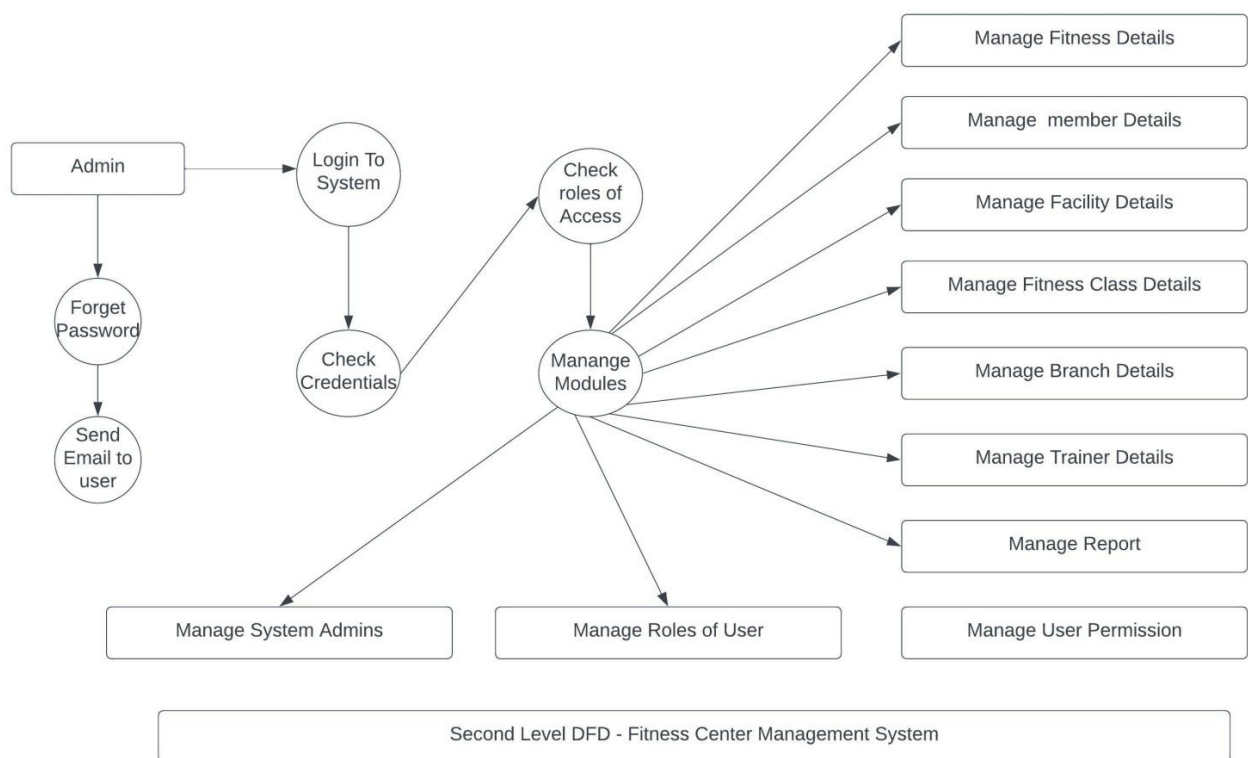 Manage Fitness Details
Manage member Details
Admin
Login To
System
Check
roles of
Access
Manage Facility Details
Manage Fitness Class Details
Forget
Password
Check
Credentials
Manange
Modules
Manage Branch Details
Send
Email to
user
Manage Trainer Details
Manage Report
Manage System Admins
Manage Roles of User
Manage User Permission
Second Level DFD - Fitness Center Management System